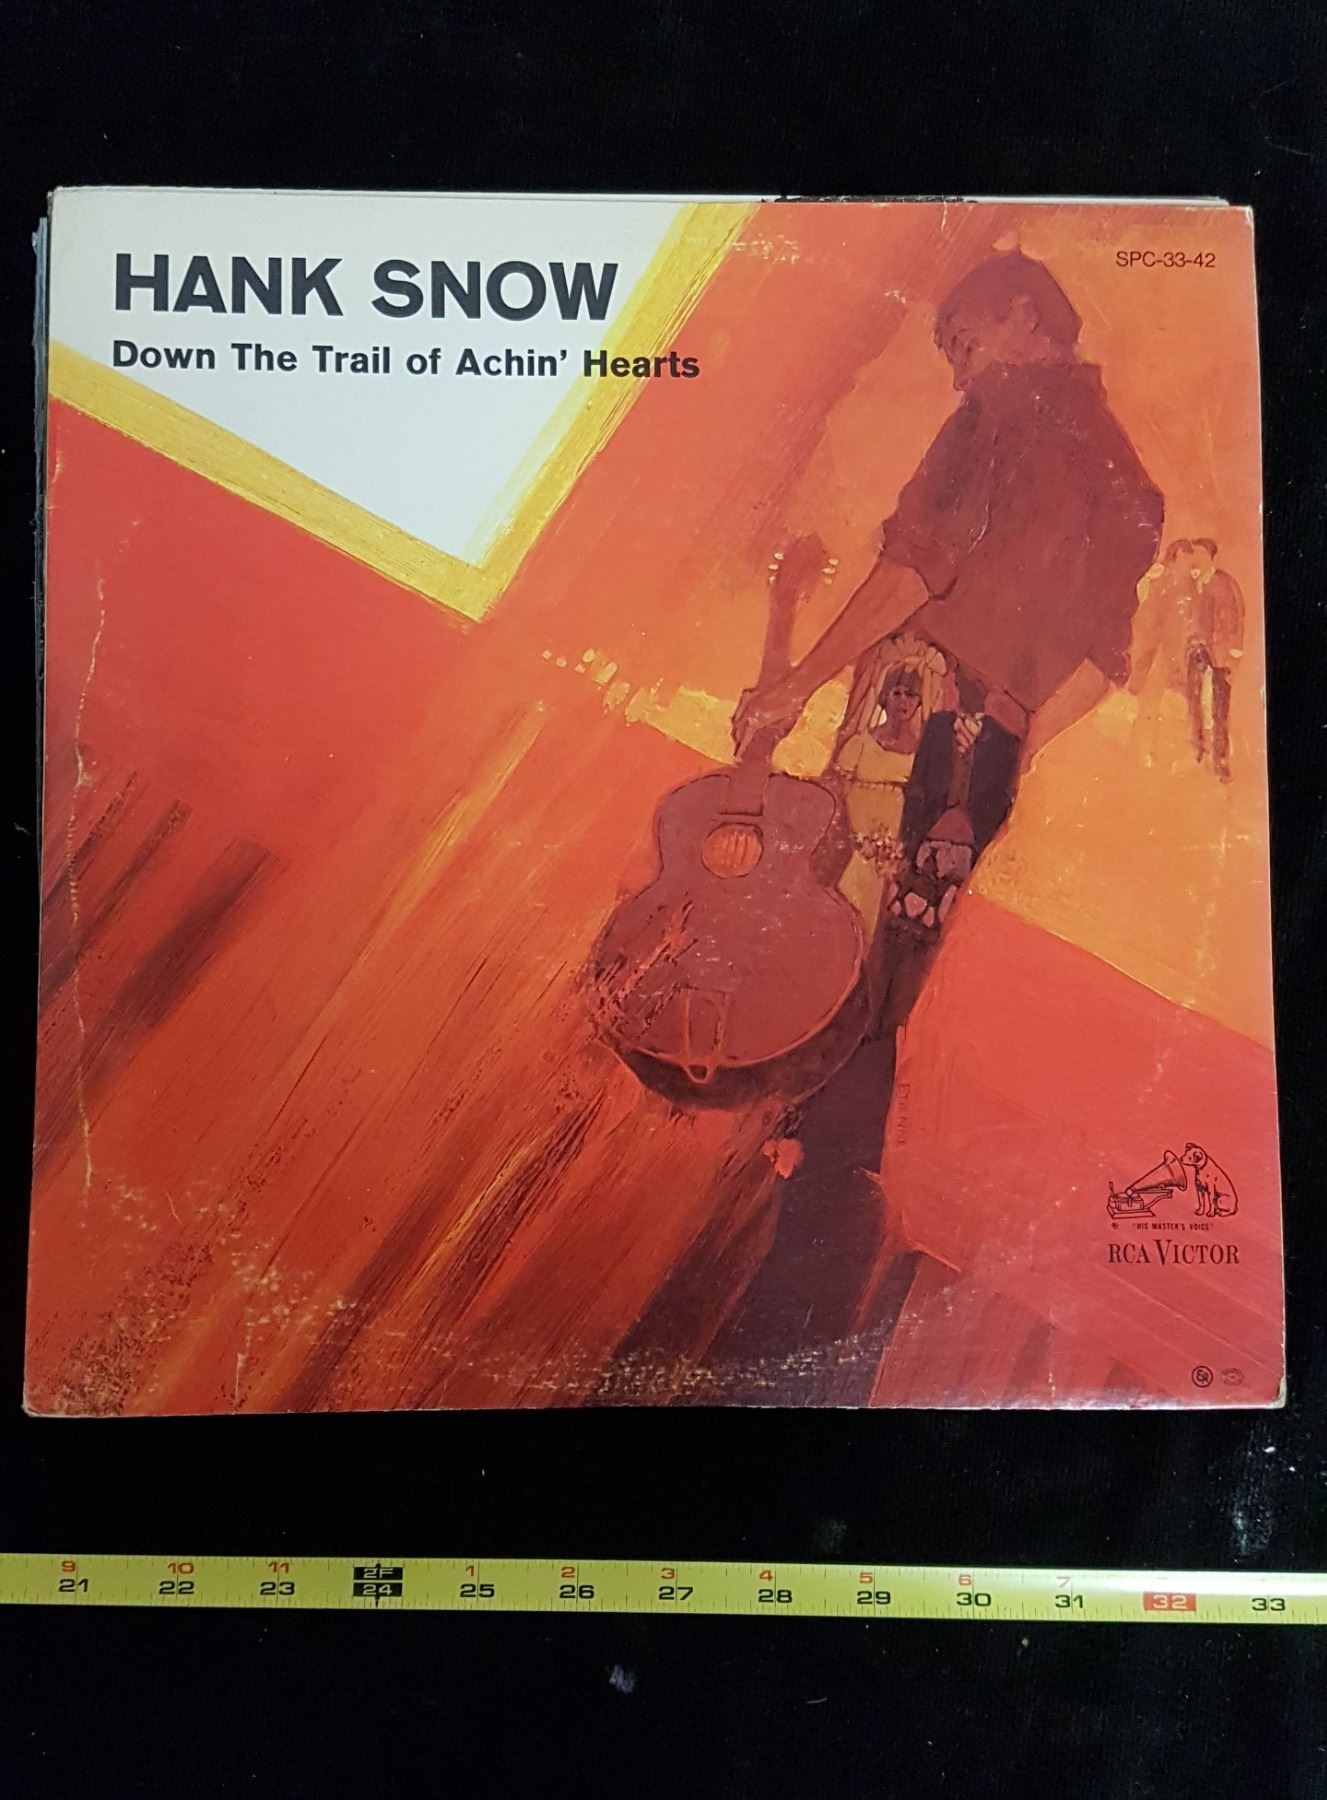 HANK SNOW
Down The Trail of Achin' Hearts
SPC-33-42
ETIENNE
"HIS MASTER'S VOICE"
RCA VICTOR
9 10 11 2F 1 2 3 4 5 6 7
21 22 23 24 25 26 27 28 29 30 31 32 33